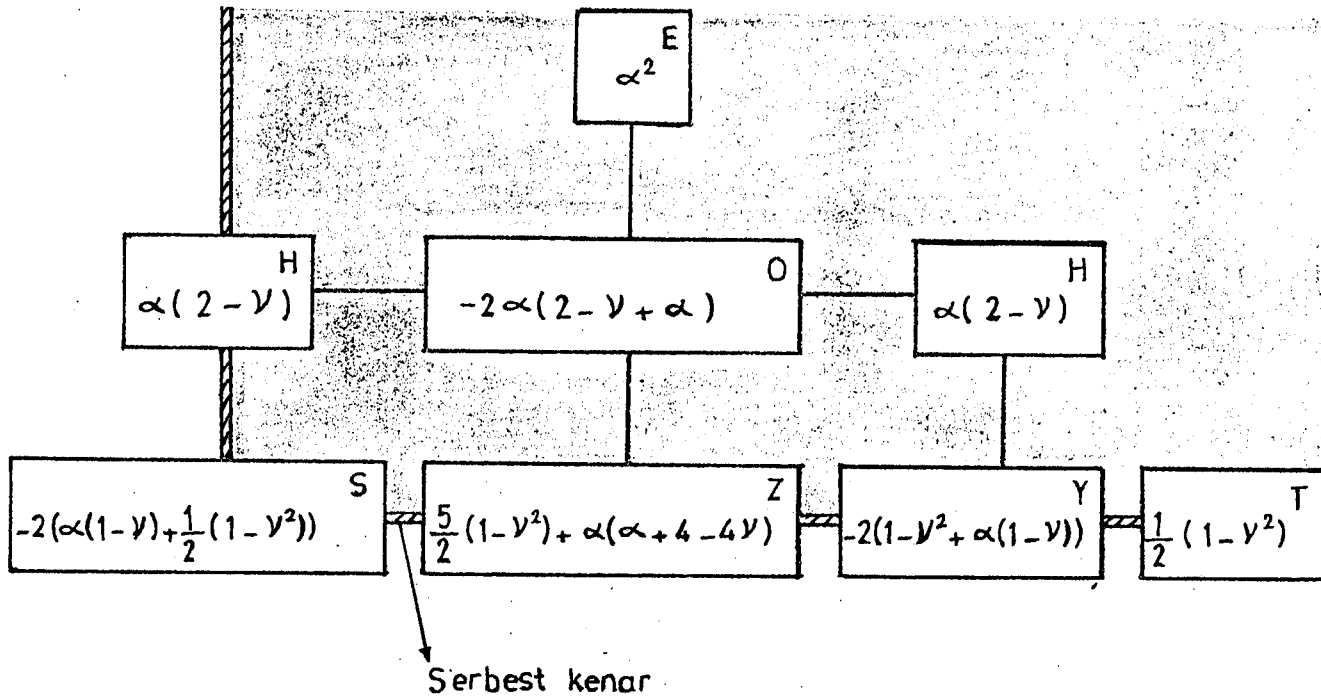 E
α²
H
α(2-ν)
O
-2α(2-ν+α)
H
α(2-ν)
S
-2(α(1-ν)+1/2(1-ν²))
Z
5/2(1-ν²)+α(α+4-4ν)
Y
-2(1-ν²+α(1-ν))
T
1/2(1-ν²)
Serbest kenar